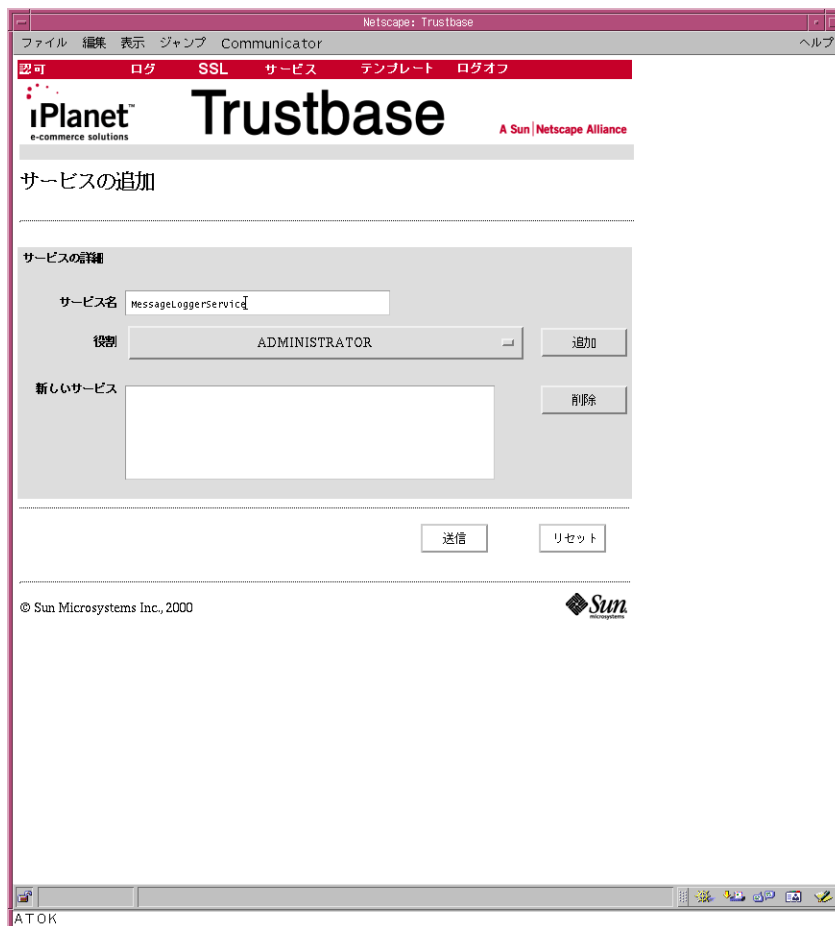 Netscape: Trustbase
ファイル 編集 表示 ジャンプ Communicator ヘルプ
認可 ログ SSL サービス テンプレート ログオフ
iPlanet™ Trustbase
e-commerce solutions A Sun | Netscape Alliance
サービスの追加
サービスの詳細
サービス名 MessageLoggerService
役割 ADMINISTRATOR 追加
新しいサービス 削除
送信 リセット
© Sun Microsystems Inc., 2000 Sun
microsystems
ATOK